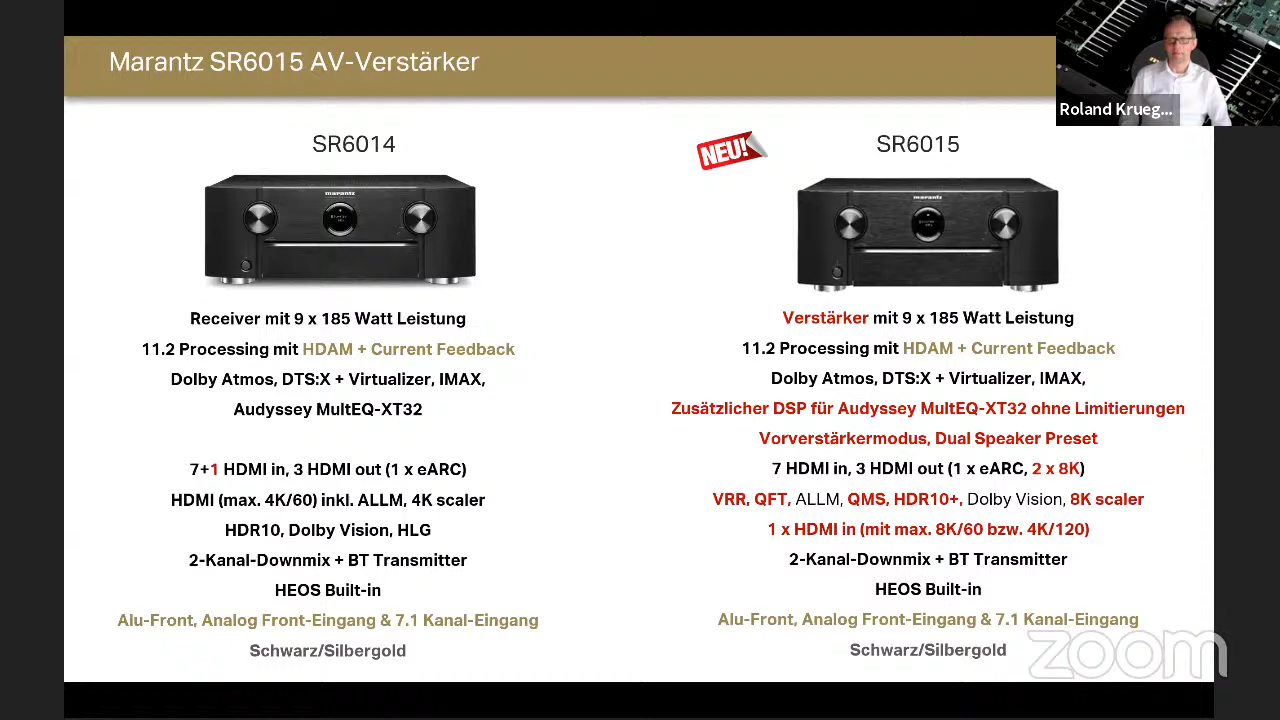 Marantz SR6015 AV-Verstärker
Roland Krueg...
SR6014
marantz
Receiver mit 9 x 185 Watt Leistung
11.2 Processing mit HDAM + Current Feedback
Dolby Atmos, DTS:X + Virtualizer, IMAX,
Audyssey MultEQ-XT32
7+1 HDMI in, 3 HDMI out (1 x eARC)
HDMI (max. 4K/60) inkl. ALLM, 4K scaler
HDR10, Dolby Vision, HLG
2-Kanal-Downmix + BT Transmitter
HEOS Built-in
Alu-Front, Analog Front-Eingang & 7.1 Kanal-Eingang
Schwarz/Silbergold
NEU!
SR6015
marantz
Verstärker mit 9 x 185 Watt Leistung
11.2 Processing mit HDAM + Current Feedback
Dolby Atmos, DTS:X + Virtualizer, IMAX,
Zusätzlicher DSP für Audyssey MultEQ-XT32 ohne Limitierungen
Vorverstärkermodus, Dual Speaker Preset
7 HDMI in, 3 HDMI out (1 x eARC, 2 x 8K)
VRR, QFT, ALLM, QMS, HDR10+, Dolby Vision, 8K scaler
1 x HDMI in (mit max. 8K/60 bzw. 4K/120)
2-Kanal-Downmix + BT Transmitter
HEOS Built-in
Alu-Front, Analog Front-Eingang & 7.1 Kanal-Eingang
Schwarz/Silbergold
zoom